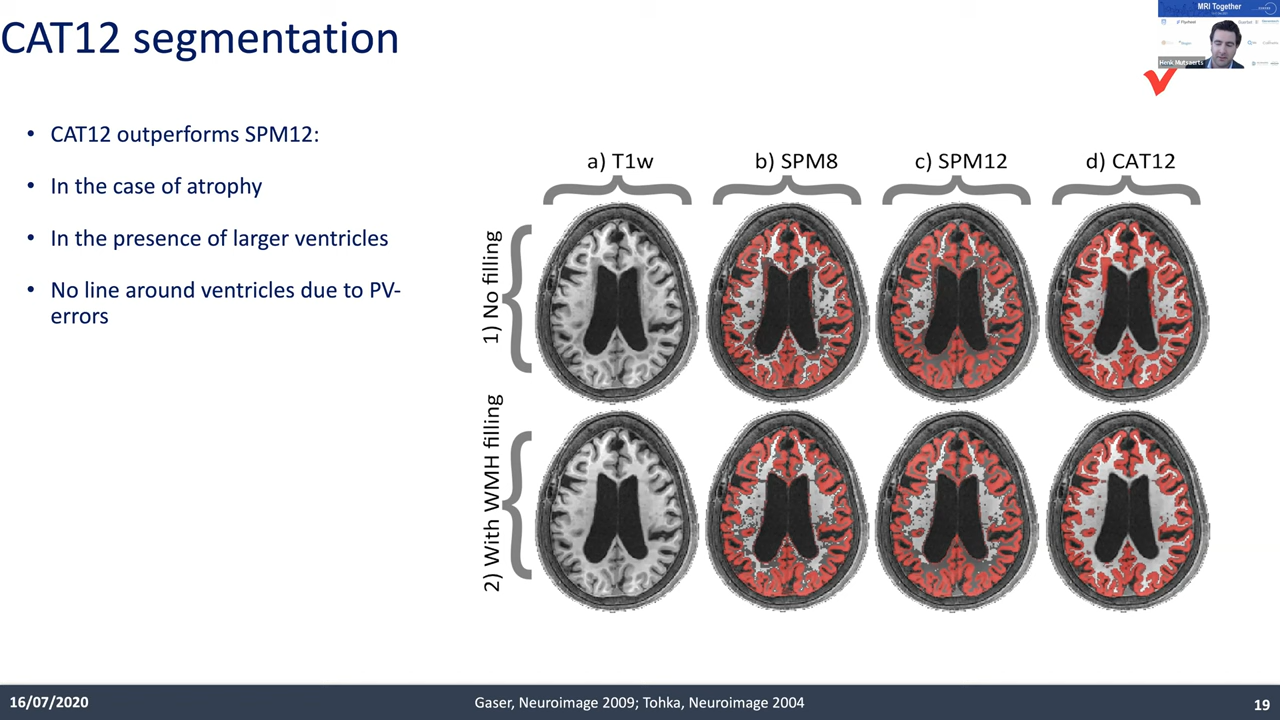 CAT12 segmentation
MRI Together
Henk Mutsaerts
• CAT12 outperforms SPM12:
• In the case of atrophy
• In the presence of larger ventricles
• No line around ventricles due to PV-
errors
a) T1w
b) SPM8
c) SPM12
d) CAT12
1) No filling
2) With WMH filling
16/07/2020
Gaser, Neuroimage 2009; Tohka, Neuroimage 2004
19